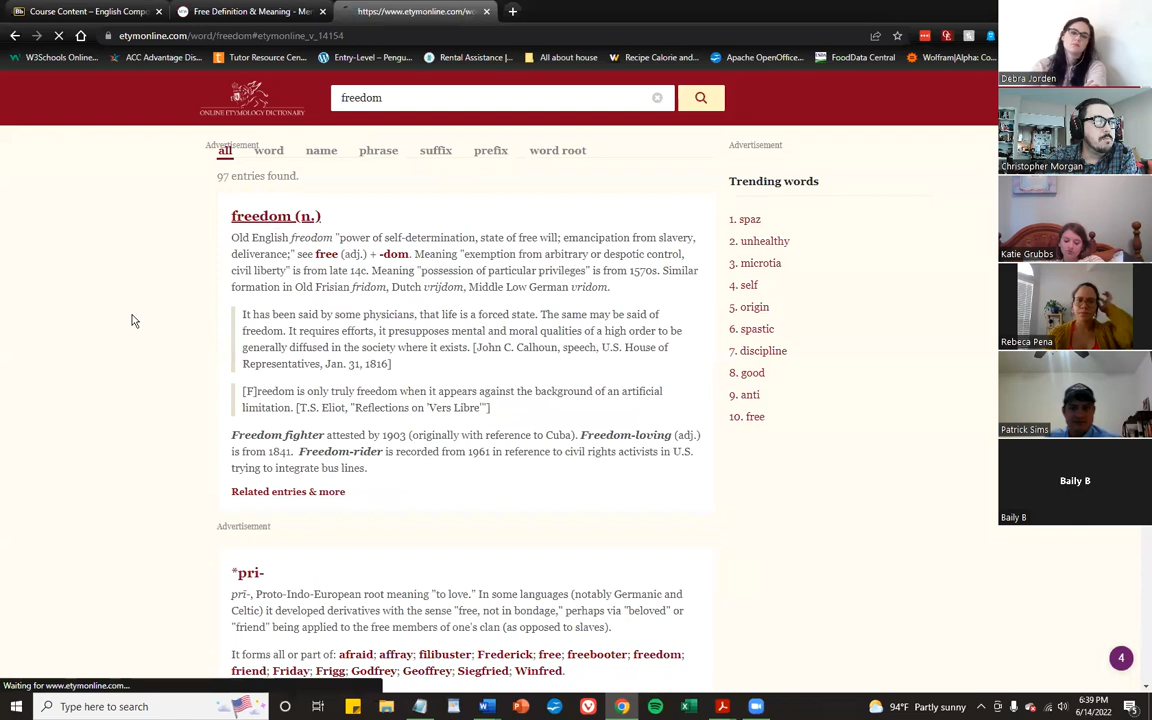 Course Content – English Compo...
Free Definition & Meaning - Mer
https://www.etymonline.com/wo
etymonline.com/word/freedom#etymonline_v_14154
W3Schools Online...
ACC Advantage Dis...
Tutor Resource Cen...
Entry-Level – Pengu...
Rental Assistance |...
All about house
Recipe Calorie and...
Apache OpenOffice...
FoodData Central
Wolfram|Alpha: Co
ONLINE ETYMOLOGY DICTIONARY
freedom
Advertisement
all word name phrase suffix prefix word root
97 entries found.
freedom (n.)
Old English freodom "power of self-determination, state of free will; emancipation from slavery,
deliverance;" see free (adj.) + -dom. Meaning "exemption from arbitrary or despotic control,
civil liberty" is from late 14c. Meaning "possession of particular privileges" is from 1570s. Similar
formation in Old Frisian fridom, Dutch vrijdom, Middle Low German vridom.
It has been said by some physicians, that life is a forced state. The same may be said of
freedom. It requires efforts, it presupposes mental and moral qualities of a high order to be
generally diffused in the society where it exists. [John C. Calhoun, speech, U.S. House of
Representatives, Jan. 31, 1816]
[F]reedom is only truly freedom when it appears against the background of an artificial
limitation. [T.S. Eliot, "Reflections on 'Vers Libre'"]
Freedom fighter attested by 1903 (originally with reference to Cuba). Freedom-loving (adj.)
is from 1841. Freedom-rider is recorded from 1961 in reference to civil rights activists in U.S.
trying to integrate bus lines.
Related entries & more
Advertisement
*pri-
prī-, Proto-Indo-European root meaning "to love." In some languages (notably Germanic and
Celtic) it developed derivatives with the sense "free, not in bondage," perhaps via "beloved" or
"friend" being applied to the free members of one's clan (as opposed to slaves).
It forms all or part of: afraid; affray; filibuster; Frederick; free; freebooter; freedom;
friend; Friday; Frigg; Godfrey; Geoffrey; Siegfried; Winfred.
Advertisement
Trending words
1. spaz
2. unhealthy
3. microtia
4. self
5. origin
6. spastic
7. discipline
8. good
9. anti
10. free
Debra Jorden
Christopher Morgan
Katie Grubbs
Rebeca Pena
Patrick Sims
Baily B
Baily B
4
Waiting for www.etymonline.com...
Type here to search
94°F Partly sunny
6:39 PM
6/14/2022
5